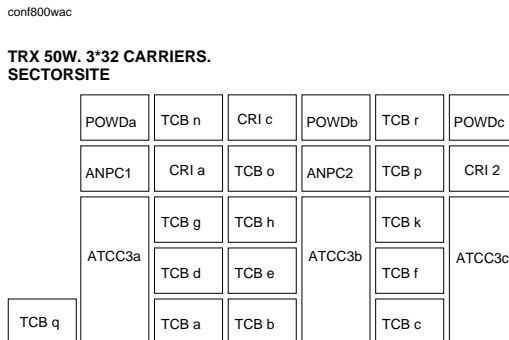 conf800wac
TRX 50W. 3*32 CARRIERS.
SECTORSITE
POWDa TCB n CRI c POWDb TCB r POWDc
ANPC1 CRI a TCB o ANPC2 TCB p CRI 2
TCB g TCB h TCB k
ATCC3a ATCC3b ATCC3c
TCB d TCB e TCB f
TCB q TCB a TCB b TCB c